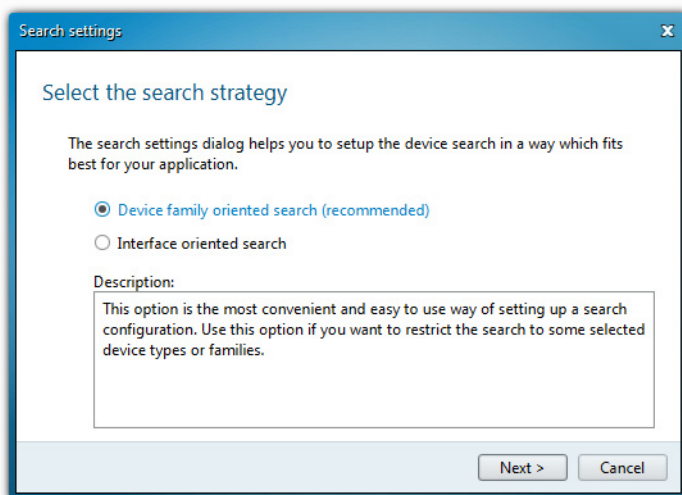 Search settings
Select the search strategy
The search settings dialog helps you to setup the device search in a way which fits
best for your application.
Device family oriented search (recommended)
Interface oriented search
Description:
This option is the most convenient and easy to use way of setting up a search
configuration. Use this option if you want to restrict the search to some selected
device types or families.
Next > Cancel